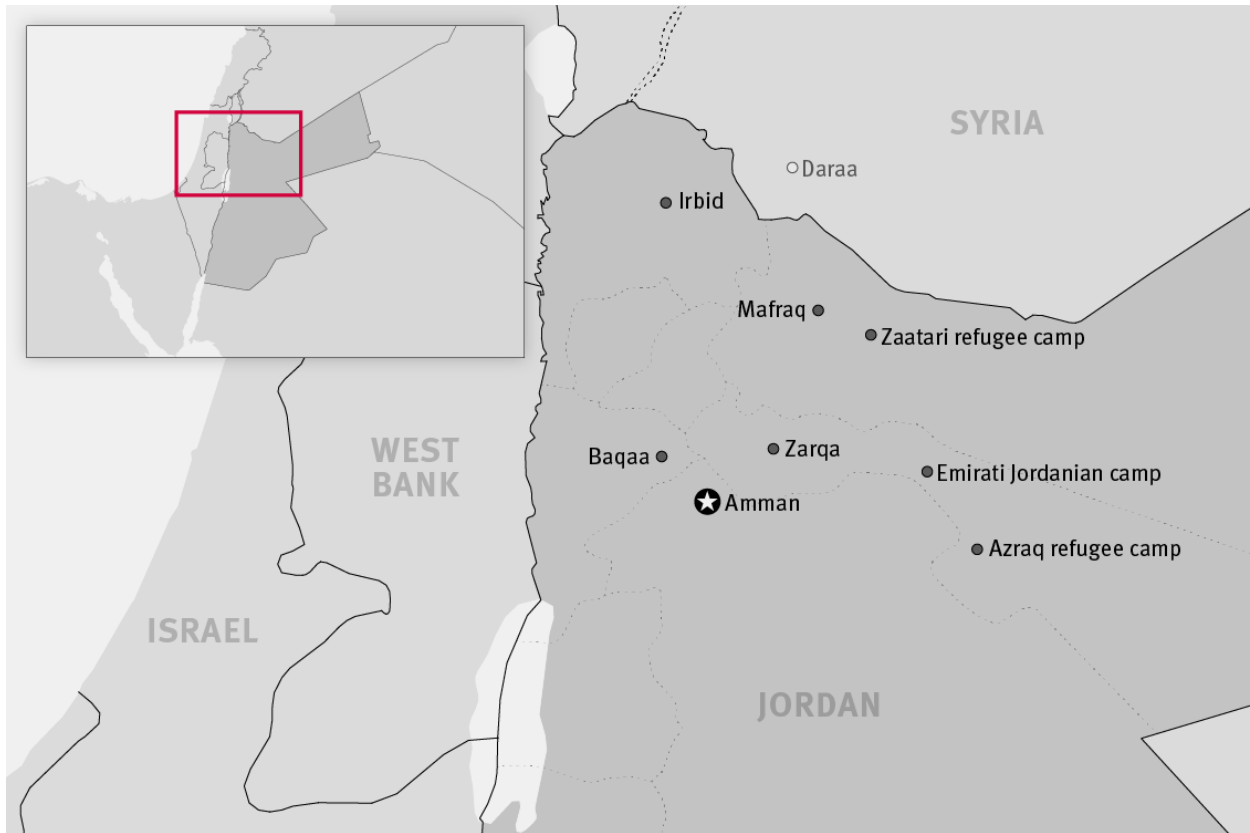 SYRIA
Daraa
Irbid
Mafraq
Zaatari refugee camp
WEST
BANK
Baqaa
Zarqa
Emirati Jordanian camp
Amman
Azraq refugee camp
ISRAEL
JORDAN